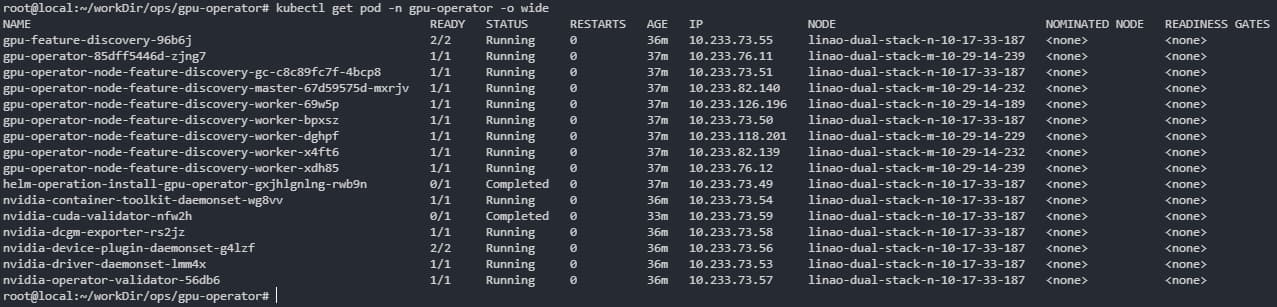 root@local:~/workDir/ops/gpu-operator# kubectl get pod -n gpu-operator -o wide
NAME READY STATUS RESTARTS AGE IP NODE NOMINATED NODE READINESS GATES
gpu-feature-discovery-96b6j 2/2 Running 0 36m 10.233.73.55 linao-dual-stack-n-10-17-33-187 <none> <none>
gpu-operator-85dff5446d-zjng7 1/1 Running 0 37m 10.233.76.11 linao-dual-stack-m-10-29-14-239 <none> <none>
gpu-operator-node-feature-discovery-gc-c8c89fc7f-4bcp8 1/1 Running 0 37m 10.233.73.51 linao-dual-stack-n-10-17-33-187 <none> <none>
gpu-operator-node-feature-discovery-master-67d59575d-mxrjv 1/1 Running 0 37m 10.233.82.140 linao-dual-stack-m-10-29-14-232 <none> <none>
gpu-operator-node-feature-discovery-worker-69w5p 1/1 Running 0 37m 10.233.126.196 linao-dual-stack-n-10-29-14-189 <none> <none>
gpu-operator-node-feature-discovery-worker-bpxsz 1/1 Running 0 37m 10.233.73.50 linao-dual-stack-n-10-17-33-187 <none> <none>
gpu-operator-node-feature-discovery-worker-dghpf 1/1 Running 0 37m 10.233.118.201 linao-dual-stack-m-10-29-14-229 <none> <none>
gpu-operator-node-feature-discovery-worker-x4ft6 1/1 Running 0 37m 10.233.82.139 linao-dual-stack-m-10-29-14-232 <none> <none>
gpu-operator-node-feature-discovery-worker-xdh85 1/1 Running 0 37m 10.233.76.12 linao-dual-stack-m-10-29-14-239 <none> <none>
helm-operation-install-gpu-operator-gxjhlgnlng-rwb9n 0/1 Completed 0 37m 10.233.73.49 linao-dual-stack-n-10-17-33-187 <none> <none>
nvidia-container-toolkit-daemonset-wg8vv 1/1 Running 0 36m 10.233.73.54 linao-dual-stack-n-10-17-33-187 <none> <none>
nvidia-cuda-validator-nfw2h 0/1 Completed 0 33m 10.233.73.59 linao-dual-stack-n-10-17-33-187 <none> <none>
nvidia-dcgm-exporter-rs2jz 1/1 Running 0 36m 10.233.73.58 linao-dual-stack-n-10-17-33-187 <none> <none>
nvidia-device-plugin-daemonset-g4lzf 2/2 Running 0 36m 10.233.73.56 linao-dual-stack-n-10-17-33-187 <none> <none>
nvidia-driver-daemonset-lmm4x 1/1 Running 0 36m 10.233.73.53 linao-dual-stack-n-10-17-33-187 <none> <none>
nvidia-operator-validator-56db6 1/1 Running 0 36m 10.233.73.57 linao-dual-stack-n-10-17-33-187 <none> <none>
root@local:~/workDir/ops/gpu-operator#